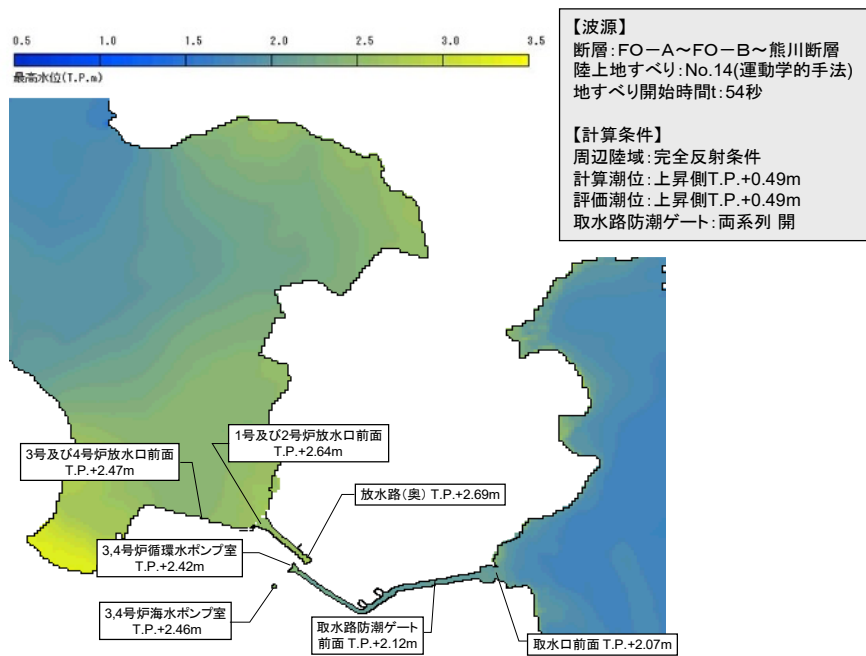 0.5 1.0 1.5 2.0 2.5 3.0 3.5
最高水位(T.P.m)
【波源】
断層:FO-A~FO-B~熊川断層
陸上地すべり:No.14(運動学的手法)
地すべり開始時間t:54秒
【計算条件】
周辺陸域:完全反射条件
計算潮位:上昇側T.P.+0.49m
評価潮位:上昇側T.P.+0.49m
取水路防潮ゲート:両系列 開
1号及び2号炉放水口前面
T.P.+2.64m
3号及び4号炉放水口前面
T.P.+2.47m
放水路(奥) T.P.+2.69m
3,4号炉循環水ポンプ室
T.P.+2.42m
3,4号炉海水ポンプ室
T.P.+2.46m
取水路防潮ゲート
前面 T.P.+2.12m
取水口前面 T.P.+2.07m